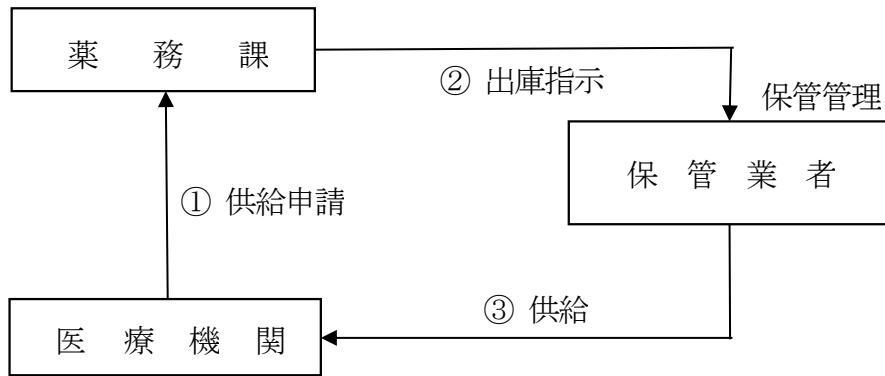 薬務課
② 出庫指示
保管管理
保管業者
① 供給申請
③ 供給
医療機関